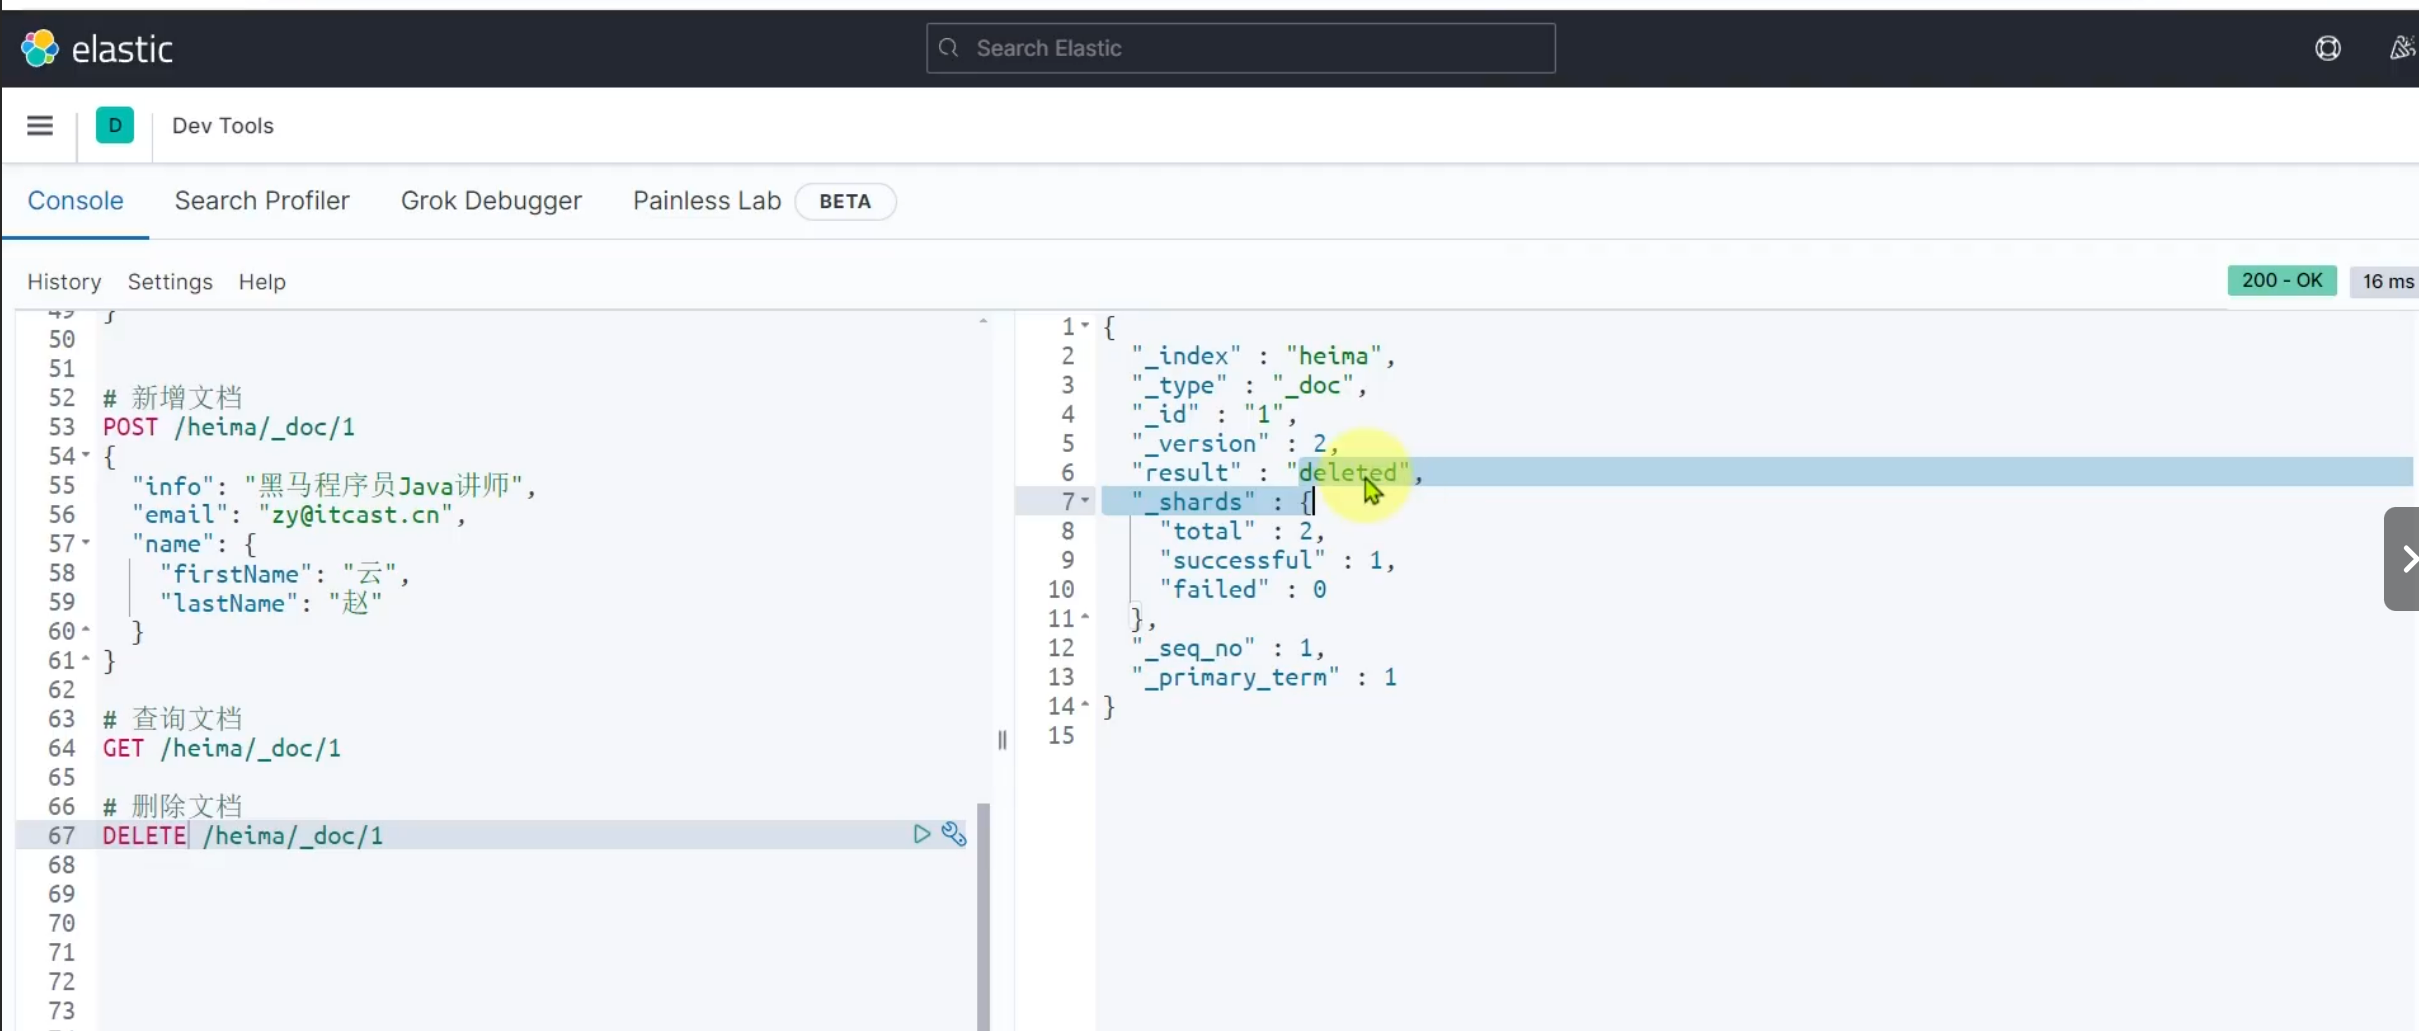 elastic
Search Elastic
D
Dev Tools
Console
Search Profiler
Grok Debugger
Painless Lab
BETA
History
Settings
Help
200 - OK
16 ms
49 }
50
51
52 # 新增文档
53 POST /heima/_doc/1
54 {
55 "info": "黑马程序员Java讲师",
56 "email": "zy@itcast.cn",
57 "name": {
58 "firstName": "云",
59 "lastName": "赵"
60 }
61 }
62
63 # 查询文档
64 GET /heima/_doc/1
65
66 # 删除文档
67 DELETE /heima/_doc/1
68
69
70
71
72
73
1 {
2 "_index" : "heima",
3 "_type" : "_doc",
4 "_id" : "1",
5 "_version" : 2,
6 "result" : "deleted",
7 "_shards" : {
8 "total" : 2,
9 "successful" : 1,
10 "failed" : 0
11 },
12 "_seq_no" : 1,
13 "_primary_term" : 1
14 }
15